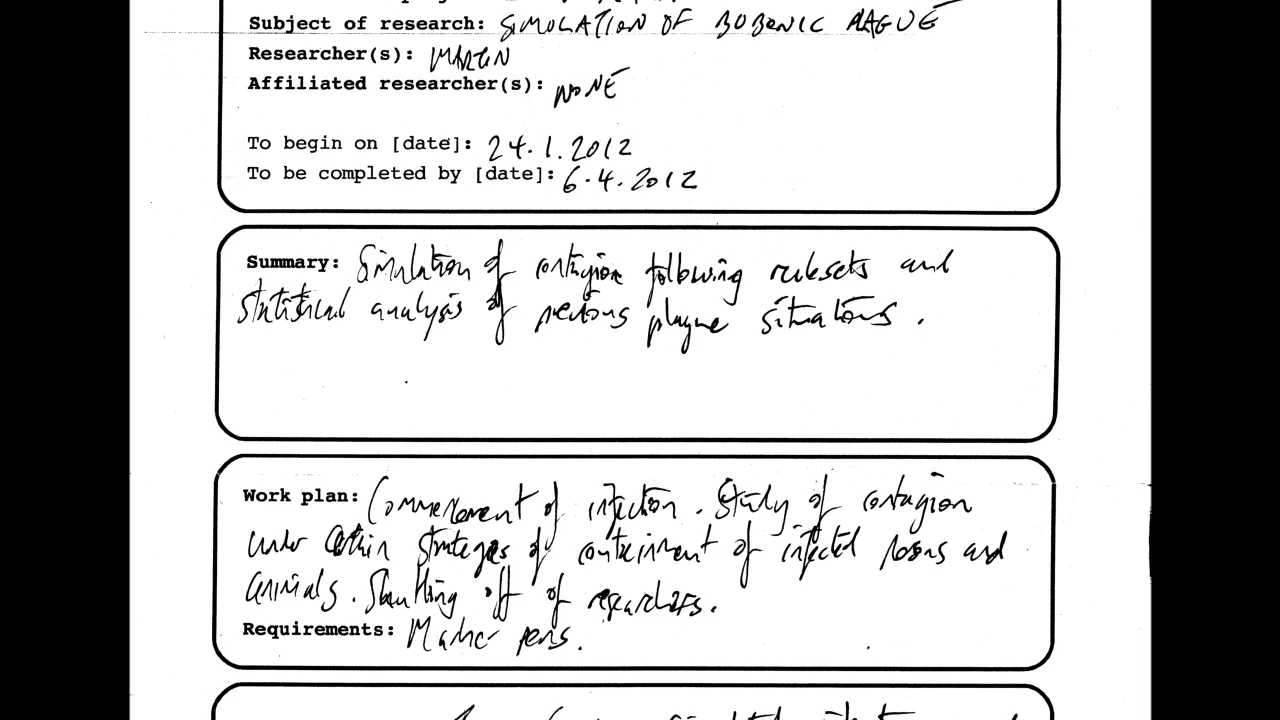 Subject of research: SIMULATION OF BUBONIC PLAGUE
Researcher(s): MARTIN
Affiliated researcher(s): NONE
To begin on [date]: 24.1.2012
To be completed by [date]: 6.4.2012
Summary: Simulation of contagion following rulesets and
statistical analysis of previous plague situations.
Work plan: Commencement of infection. Study of contagion
under certain strategies of containment of infected persons and
animals. off of researchers.
Requirements: Marker pens.